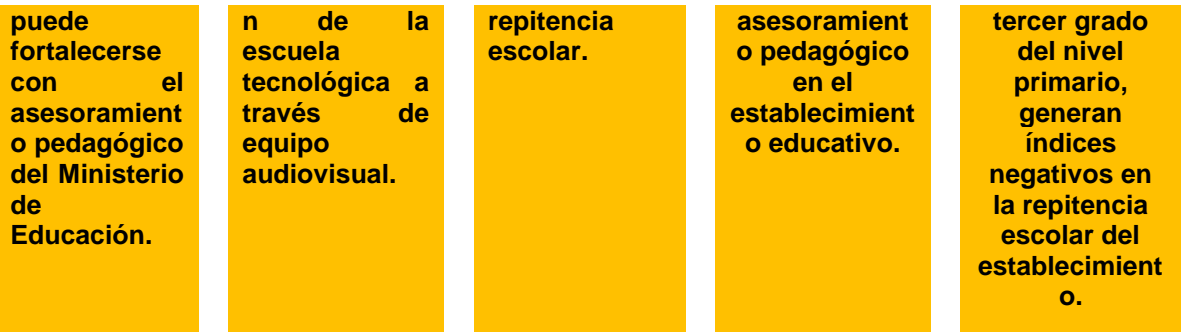 puede
fortalecerse
con el
asesoramient
o pedagógico
del Ministerio
de
Educación.
n de la
escuela
tecnológica a
través de
equipo
audiovisual.
repitencia
escolar.
asesoramient
o pedagógico
en el
establecimient
o educativo.
tercer grado
del nivel
primario,
generan
índices
negativos en
la repitencia
escolar del
establecimient
o.